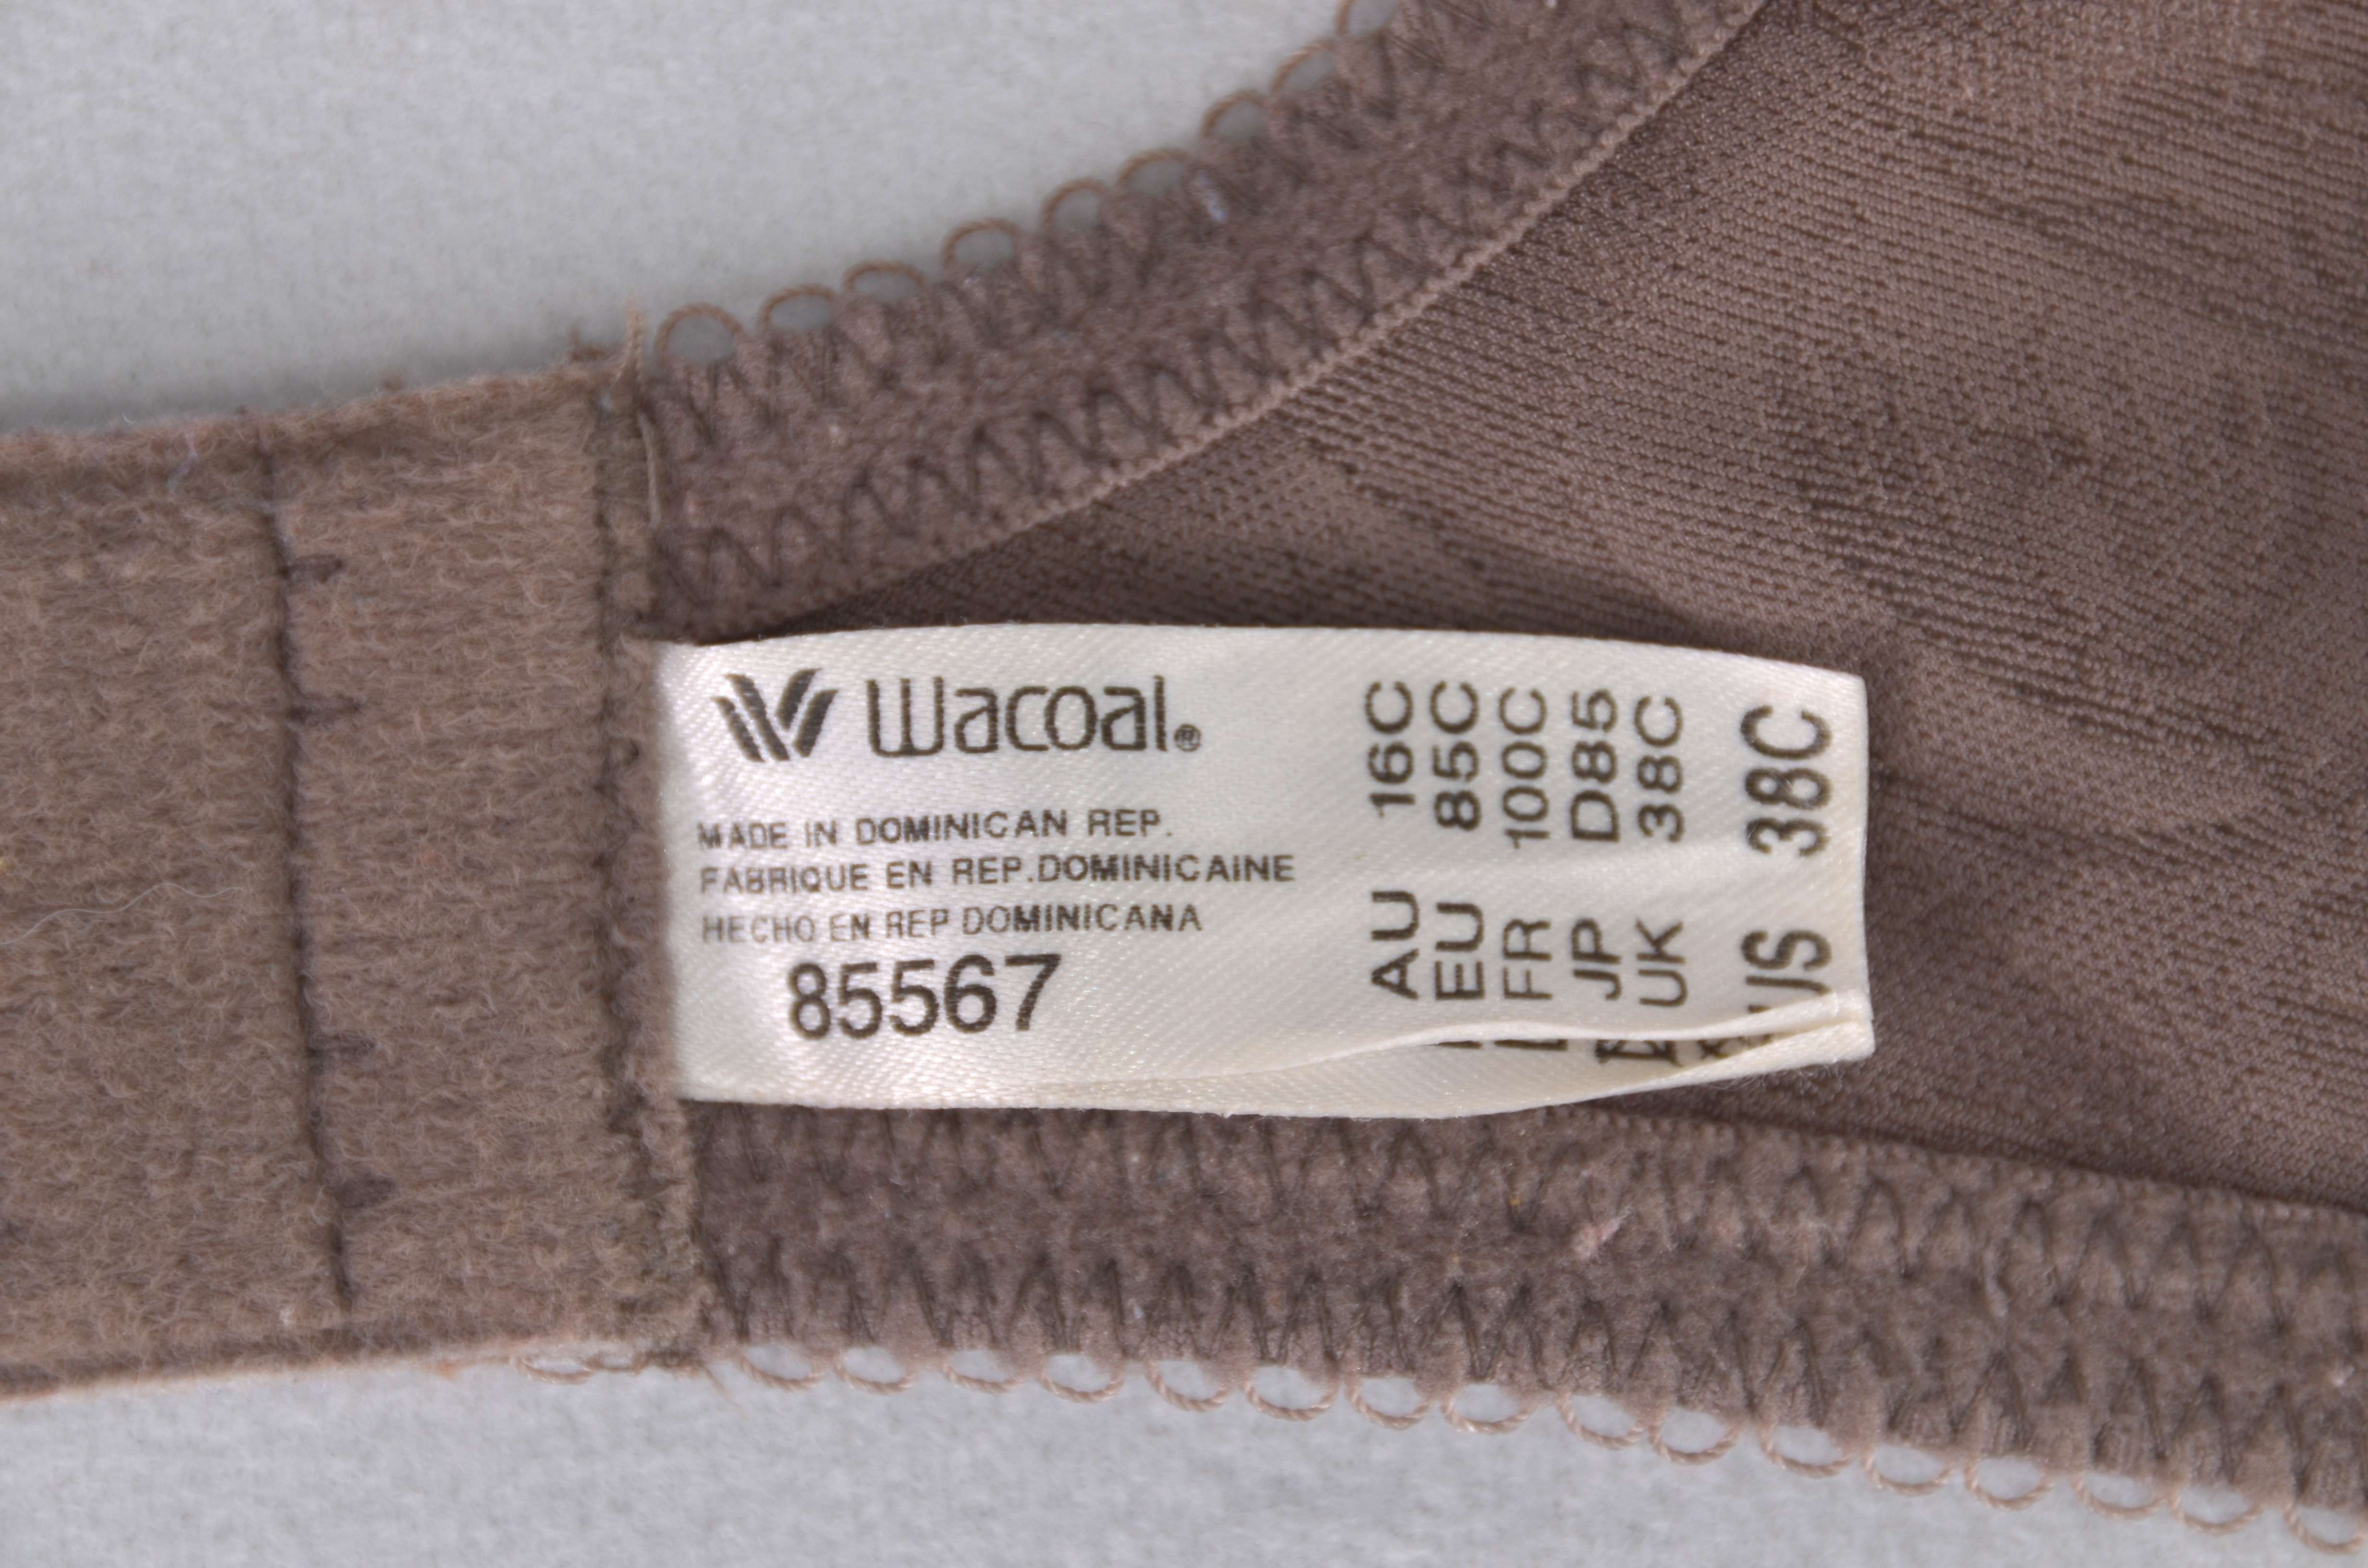 Wacoal®
MADE IN DOMINICAN REP.
FABRIQUE EN REP.DOMINICAINE
HECHO EN REP DOMINICANA
85567
AU 16C
EU 85C
FR 100C
JP D85
UK 38C
US 38C